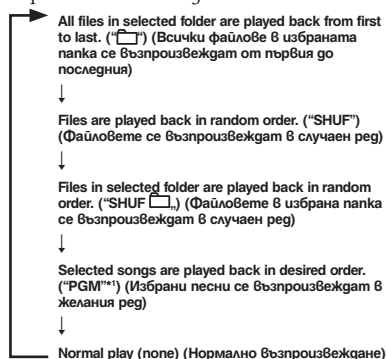 All files in selected folder are played back from first
to last. (“ “) (Всички файлове в избраната
папка се възпроизвеждат от първия до
последния)
↓
Files are played back in random order. (“SHUF”)
(Файловете се възпроизвеждат в случаен ред)
↓
Files in selected folder are played back in random
order. (“SHUF „) (Файловете в избрана папка
се възпроизвеждат в случаен ред)
↓
Selected songs are played back in desired order.
(“PGM”*¹) (Избрани песни се възпроизвеждат в
желания ред)
↓
Normal play (none) (Нормално възпроизвеждане)